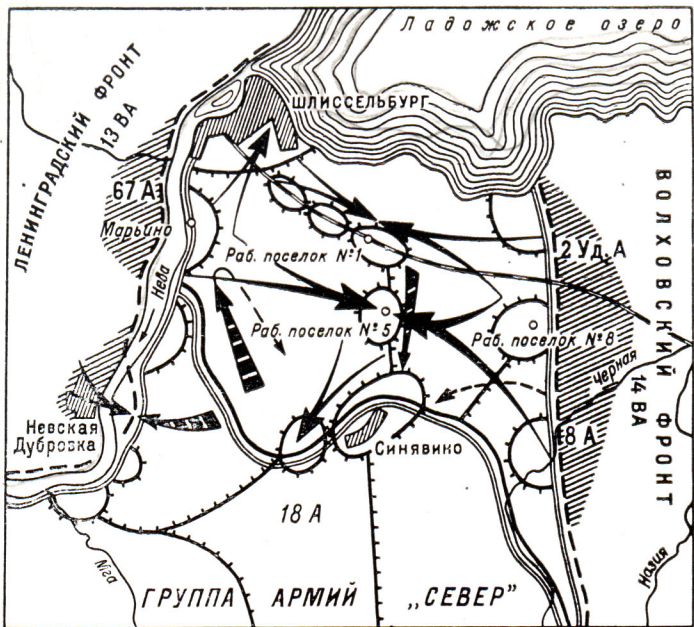 Ладожское озеро
ШЛИССЕЛЬБУРГ
ЛЕНИНГРАДСКИЙ ФРОНТ
13 ВА
67 А
Марьино
Нева
Раб. поселок №1
2 Уд. А
ВОЛХОВСКИЙ ФРОНТ
14 ВА
Раб. поселок №5
Раб. поселок №8
Черная
Невская
Дубровка
Синявино
8 А
18 А
Мга
Назия
ГРУППА АРМИЙ „СЕВЕР"